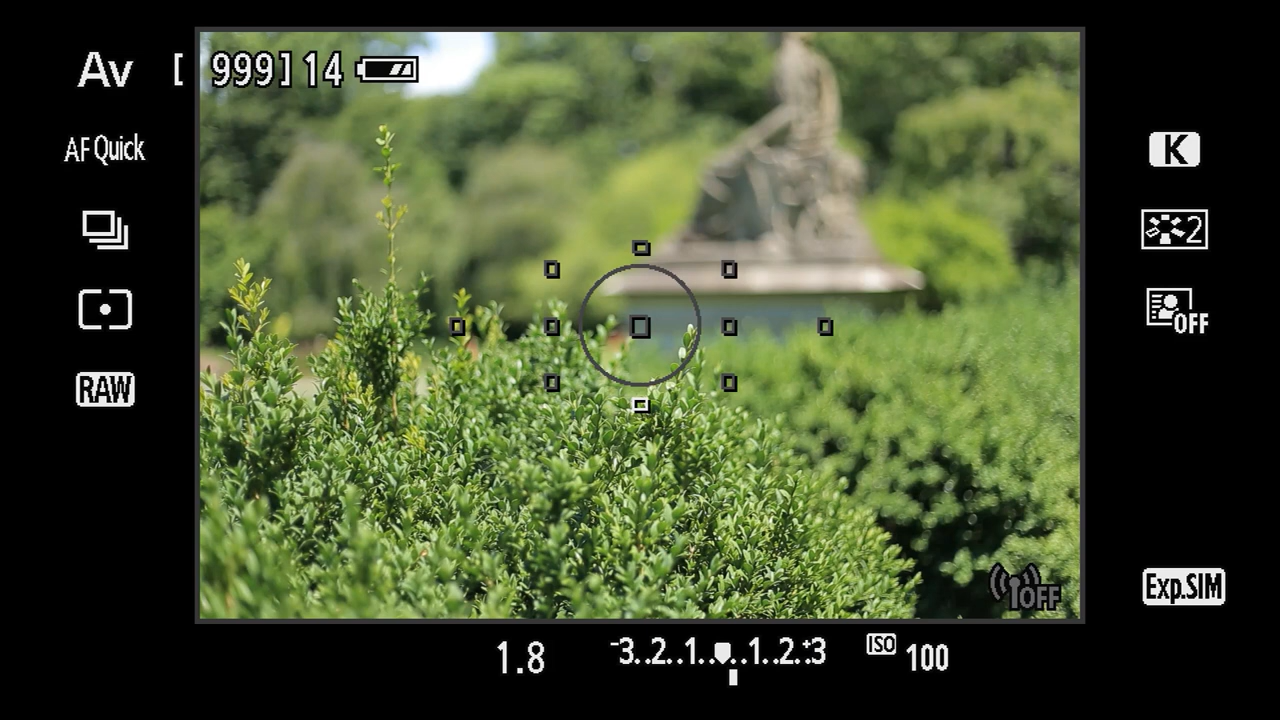 Av
[ 999] 14
AF Quick
RAW
K
2
OFF
OFF
Exp.SIM
1.8
-3..2..1..▼..1..2..+3
ISO 100